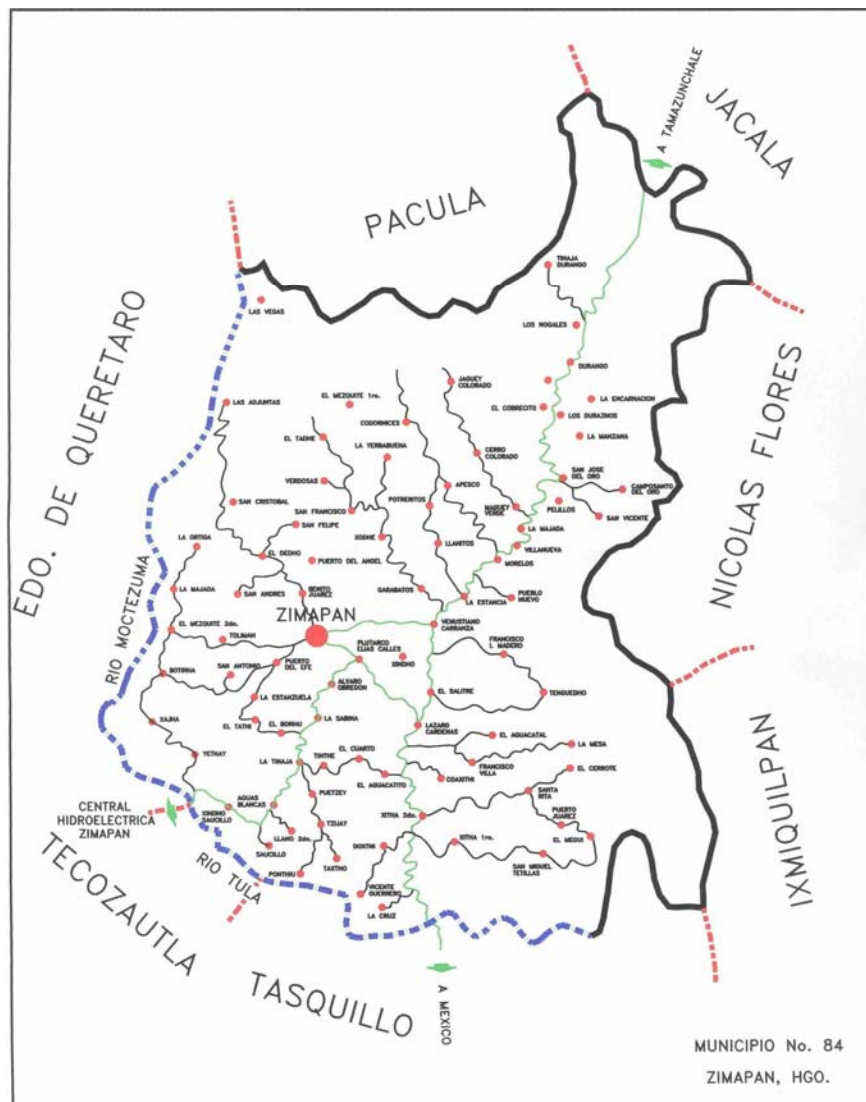 A TAMAZUNCHALE
JACALA
PACULA
TINAJA
DURANGO
LAS VEGAS
LOS NOGALES
EDO. DE QUERETARO
DURANGO
JAGUEY
COLORADO
LAS ADJUNTAS
EL MEZQUITE 1ro.
LA ENCARNACION
EL COBRECITO
LOS DURAZNOS
CODORNICES
EL TADHE
LA MANZANA
LA YERBABUENA
CERRO
COLORADO
NICOLAS FLORES
VERDOSAS
APESCO
SAN JOSE
DEL ORO
CAMPOSANTO
DEL ORO
SAN CRISTOBAL
POTRERITOS
PELILLOS
SAN FRANCISCO
MAGUEY
VERDE
SAN VICENTE
SAN FELIPE
LA MAJADA
LA ORTIGA
XODHE
LLANITOS
VILLANUEVA
EL DEDHO
PUERTO DEL ANGEL
MORELOS
LA MAJADA
SAN ANDRES
BENITO
JUAREZ
GARABATOS
LA ESTANCIA
PUEBLO
NUEVO
ZIMAPAN
RIO MOCTEZUMA
EL MEZQUITE 2do.
TOLIMAN
VENUSTIANO
CARRANZA
PLUTARCO
ELIAS CALLES
FRANCISCO
I. MADERO
XINDHO
BOTIRHA
SAN ANTONIO
PUERTO
DEL EFE
ALVARO
OBREGON
LA ESTANZUELA
EL SALITRE
TENGUEDHO
XAJHA
EL TATHI
EL BORHU
LA SABINA
LAZARO
CARDENAS
EL AGUACATAL
LA MESA
YETHAY
LA TINAJA
TINTHE
EL CUARTO
FRANCISCO
VILLA
EL CERROTE
EL AGUACATITO
COAXITHI
IXMIQUILPAN
CENTRAL
HIDROELECTRICA
ZIMAPAN
XINDHO
SAUCILLO
AGUAS
BLANCAS
PUETZEY
SANTA
RITA
XITHA 2do.
PUERTO
JUAREZ
LLANO 2do.
TZIJAY
EL MEGUI
SAUCILLO
DOXTHI
XITHA 1ro.
TECOZAUTLA
RIO TULA
TAXTHO
SAN MIGUEL
TETILLAS
PONTHIU
VICENTE
GUERRERO
LA CRUZ
TASQUILLO
A MEXICO
MUNICIPIO No. 84
ZIMAPAN, HGO.